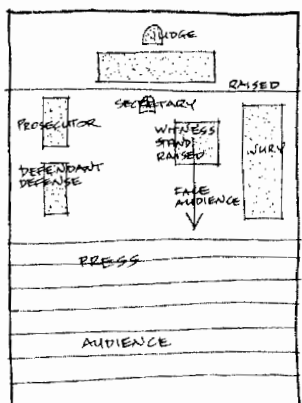 JUDGE
RAISED
SECRETARY
PROSECUTOR
WITNESS
STAND
RAISED
JURY
DEFENDANT
DEFENSE
FACE
AUDIENCE
PRESS
AUDIENCE